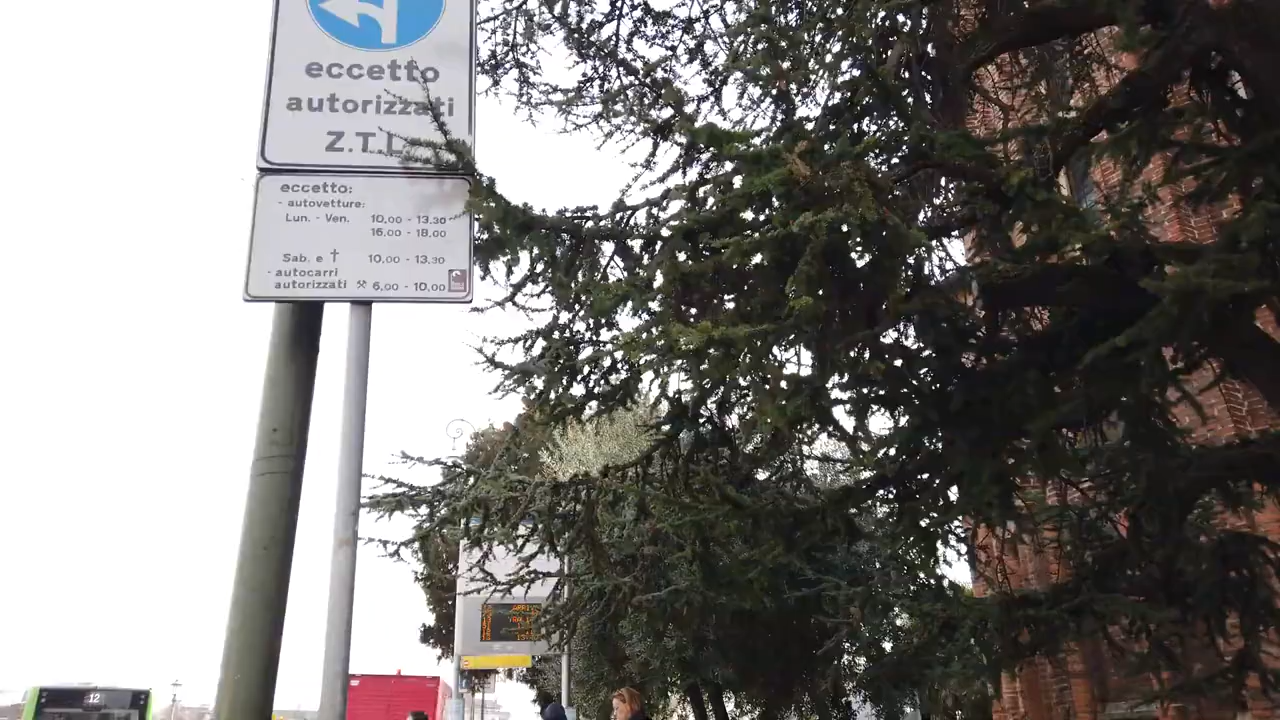 eccetto
autorizzati
Z.T.L.
eccetto:
- autovetture:
Lun. - Ven. 10.00 - 13.30
16.00 - 18.00
Sab. e † 10.00 - 13.30
- autocarri
autorizzati ⚒ 6.00 - 10.00
12